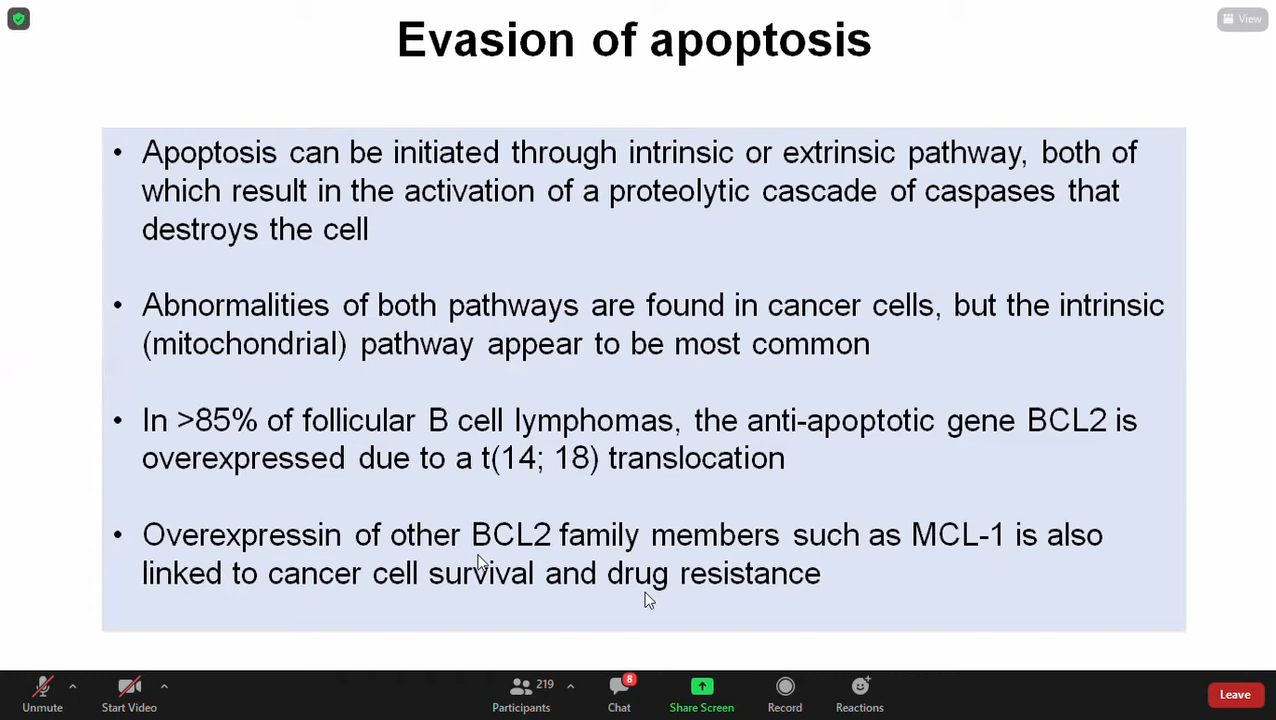 View
Evasion of apoptosis
• Apoptosis can be initiated through intrinsic or extrinsic pathway, both of
which result in the activation of a proteolytic cascade of caspases that
destroys the cell
• Abnormalities of both pathways are found in cancer cells, but the intrinsic
(mitochondrial) pathway appear to be most common
• In >85% of follicular B cell lymphomas, the anti-apoptotic gene BCL2 is
overexpressed due to a t(14; 18) translocation
• Overexpressin of other BCL2 family members such as MCL-1 is also
linked to cancer cell survival and drug resistance
219
8
Unmute
Start Video
Participants
Chat
Share Screen
Record
Reactions
Leave